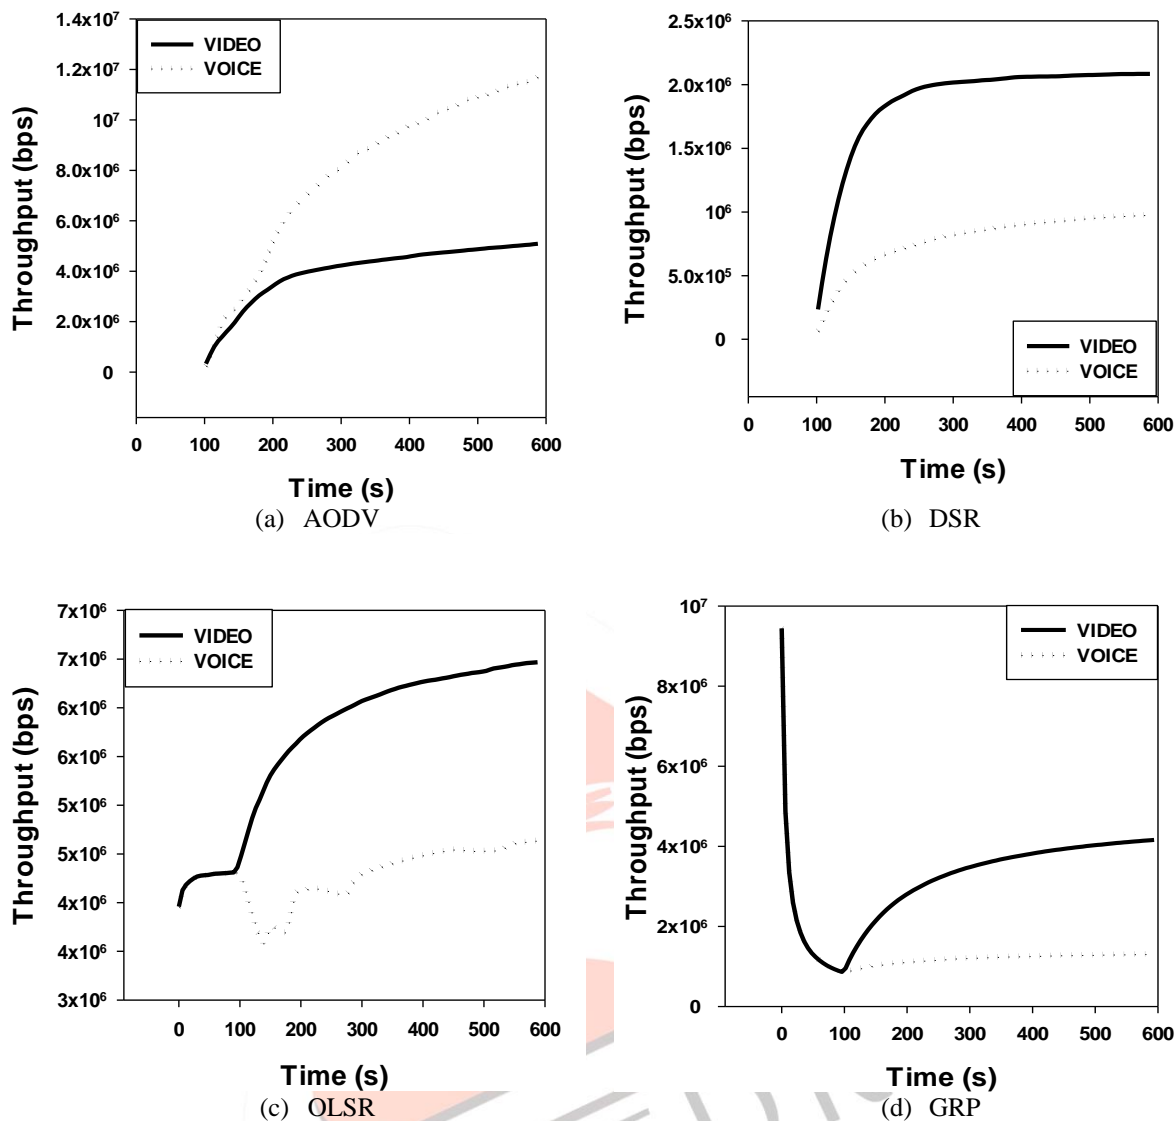 1.4x10⁷
1.2x10⁷
10⁷
8.0x10⁶
6.0x10⁶
4.0x10⁶
2.0x10⁶
0
Throughput (bps)
VIDEO
VOICE
0 100 200 300 400 500 600
Time (s)
(a) AODV
2.5x10⁶
2.0x10⁶
1.5x10⁶
10⁶
5.0x10⁵
0
Throughput (bps)
VIDEO
VOICE
0 100 200 300 400 500 600
Time (s)
(b) DSR
7x10⁶
7x10⁶
6x10⁶
6x10⁶
5x10⁶
5x10⁶
4x10⁶
4x10⁶
3x10⁶
Throughput (bps)
VIDEO
VOICE
0 100 200 300 400 500 600
Time (s)
(c) OLSR
10⁷
8x10⁶
6x10⁶
4x10⁶
2x10⁶
0
Throughput (bps)
VIDEO
VOICE
0 100 200 300 400 500 600
Time (s)
(d) GRP